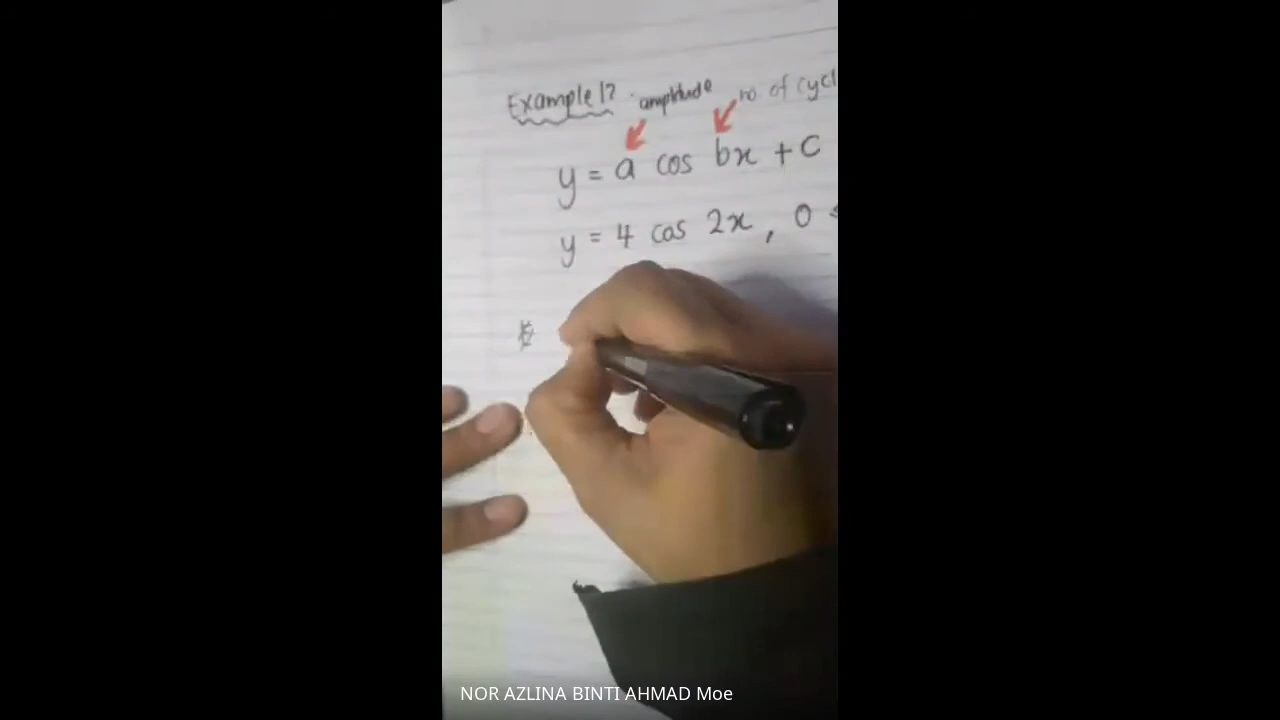 Example 17
amplitude no. of cycl
y = a cos bx + c
y = 4 cos 2x, 0 ≤
NOR AZLINA BINTI AHMAD Moe